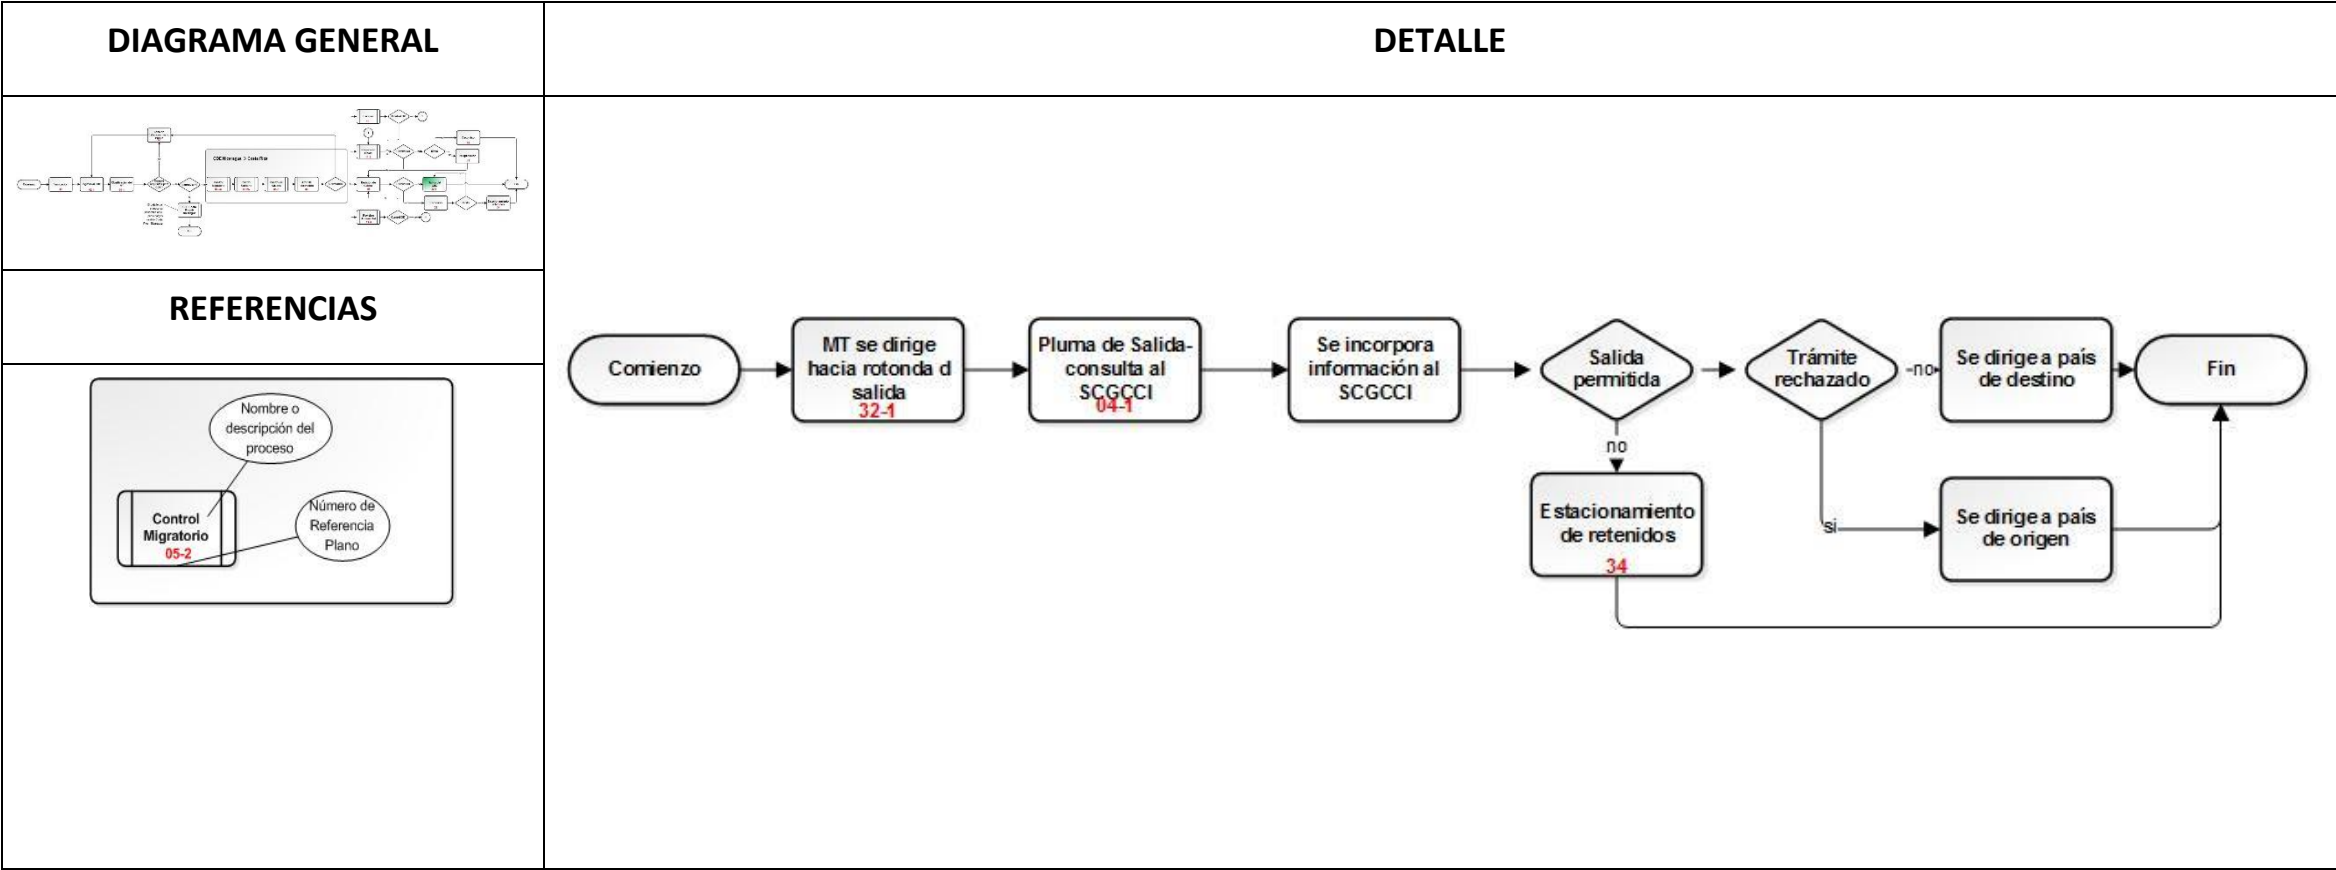 DIAGRAMA GENERAL
DETALLE
REFERENCIAS
Nombre o
descripción del
proceso
Control
Migratorio
05-2
Número de
Referencia
Plano
Comienzo
MT se dirige
hacia rotonda d
salida
32-1
Pluma de Salida-
consulta al
SCGCCI
04-1
Se incorpora
información al
SCGCCI
Salida
permitida
no
Estacionamiento
de retenidos
34
Trámite
rechazado
-no
si
Se dirige a país
de destino
Se dirige a país
de origen
Fin